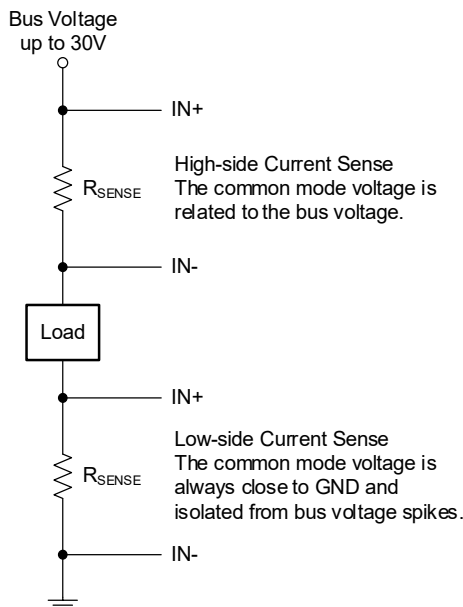 Bus Voltage
up to 30V
IN+
High-side Current Sense
RSENSE
The common mode voltage is
related to the bus voltage.
IN-
Load
IN+
Low-side Current Sense
The common mode voltage is
RSENSE
always close to GND and
isolated from bus voltage spikes.
IN-